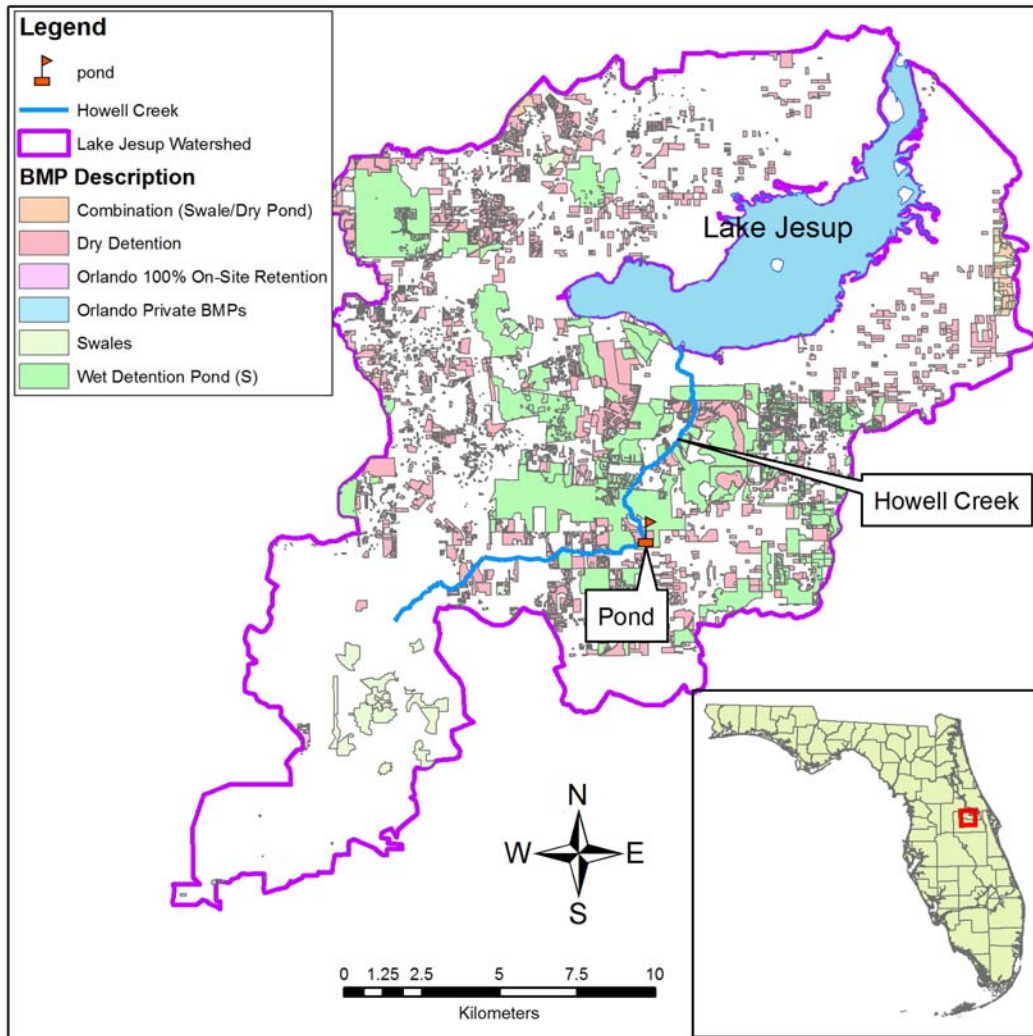 Legend
pond
Howell Creek
Lake Jesup Watershed
BMP Description
Combination (Swale/Dry Pond)
Dry Detention
Orlando 100% On-Site Retention
Orlando Private BMPs
Swales
Wet Detention Pond (S)
Lake Jesup
Howell Creek
Pond
N
W E
S
0 1.25 2.5 5 7.5 10
Kilometers